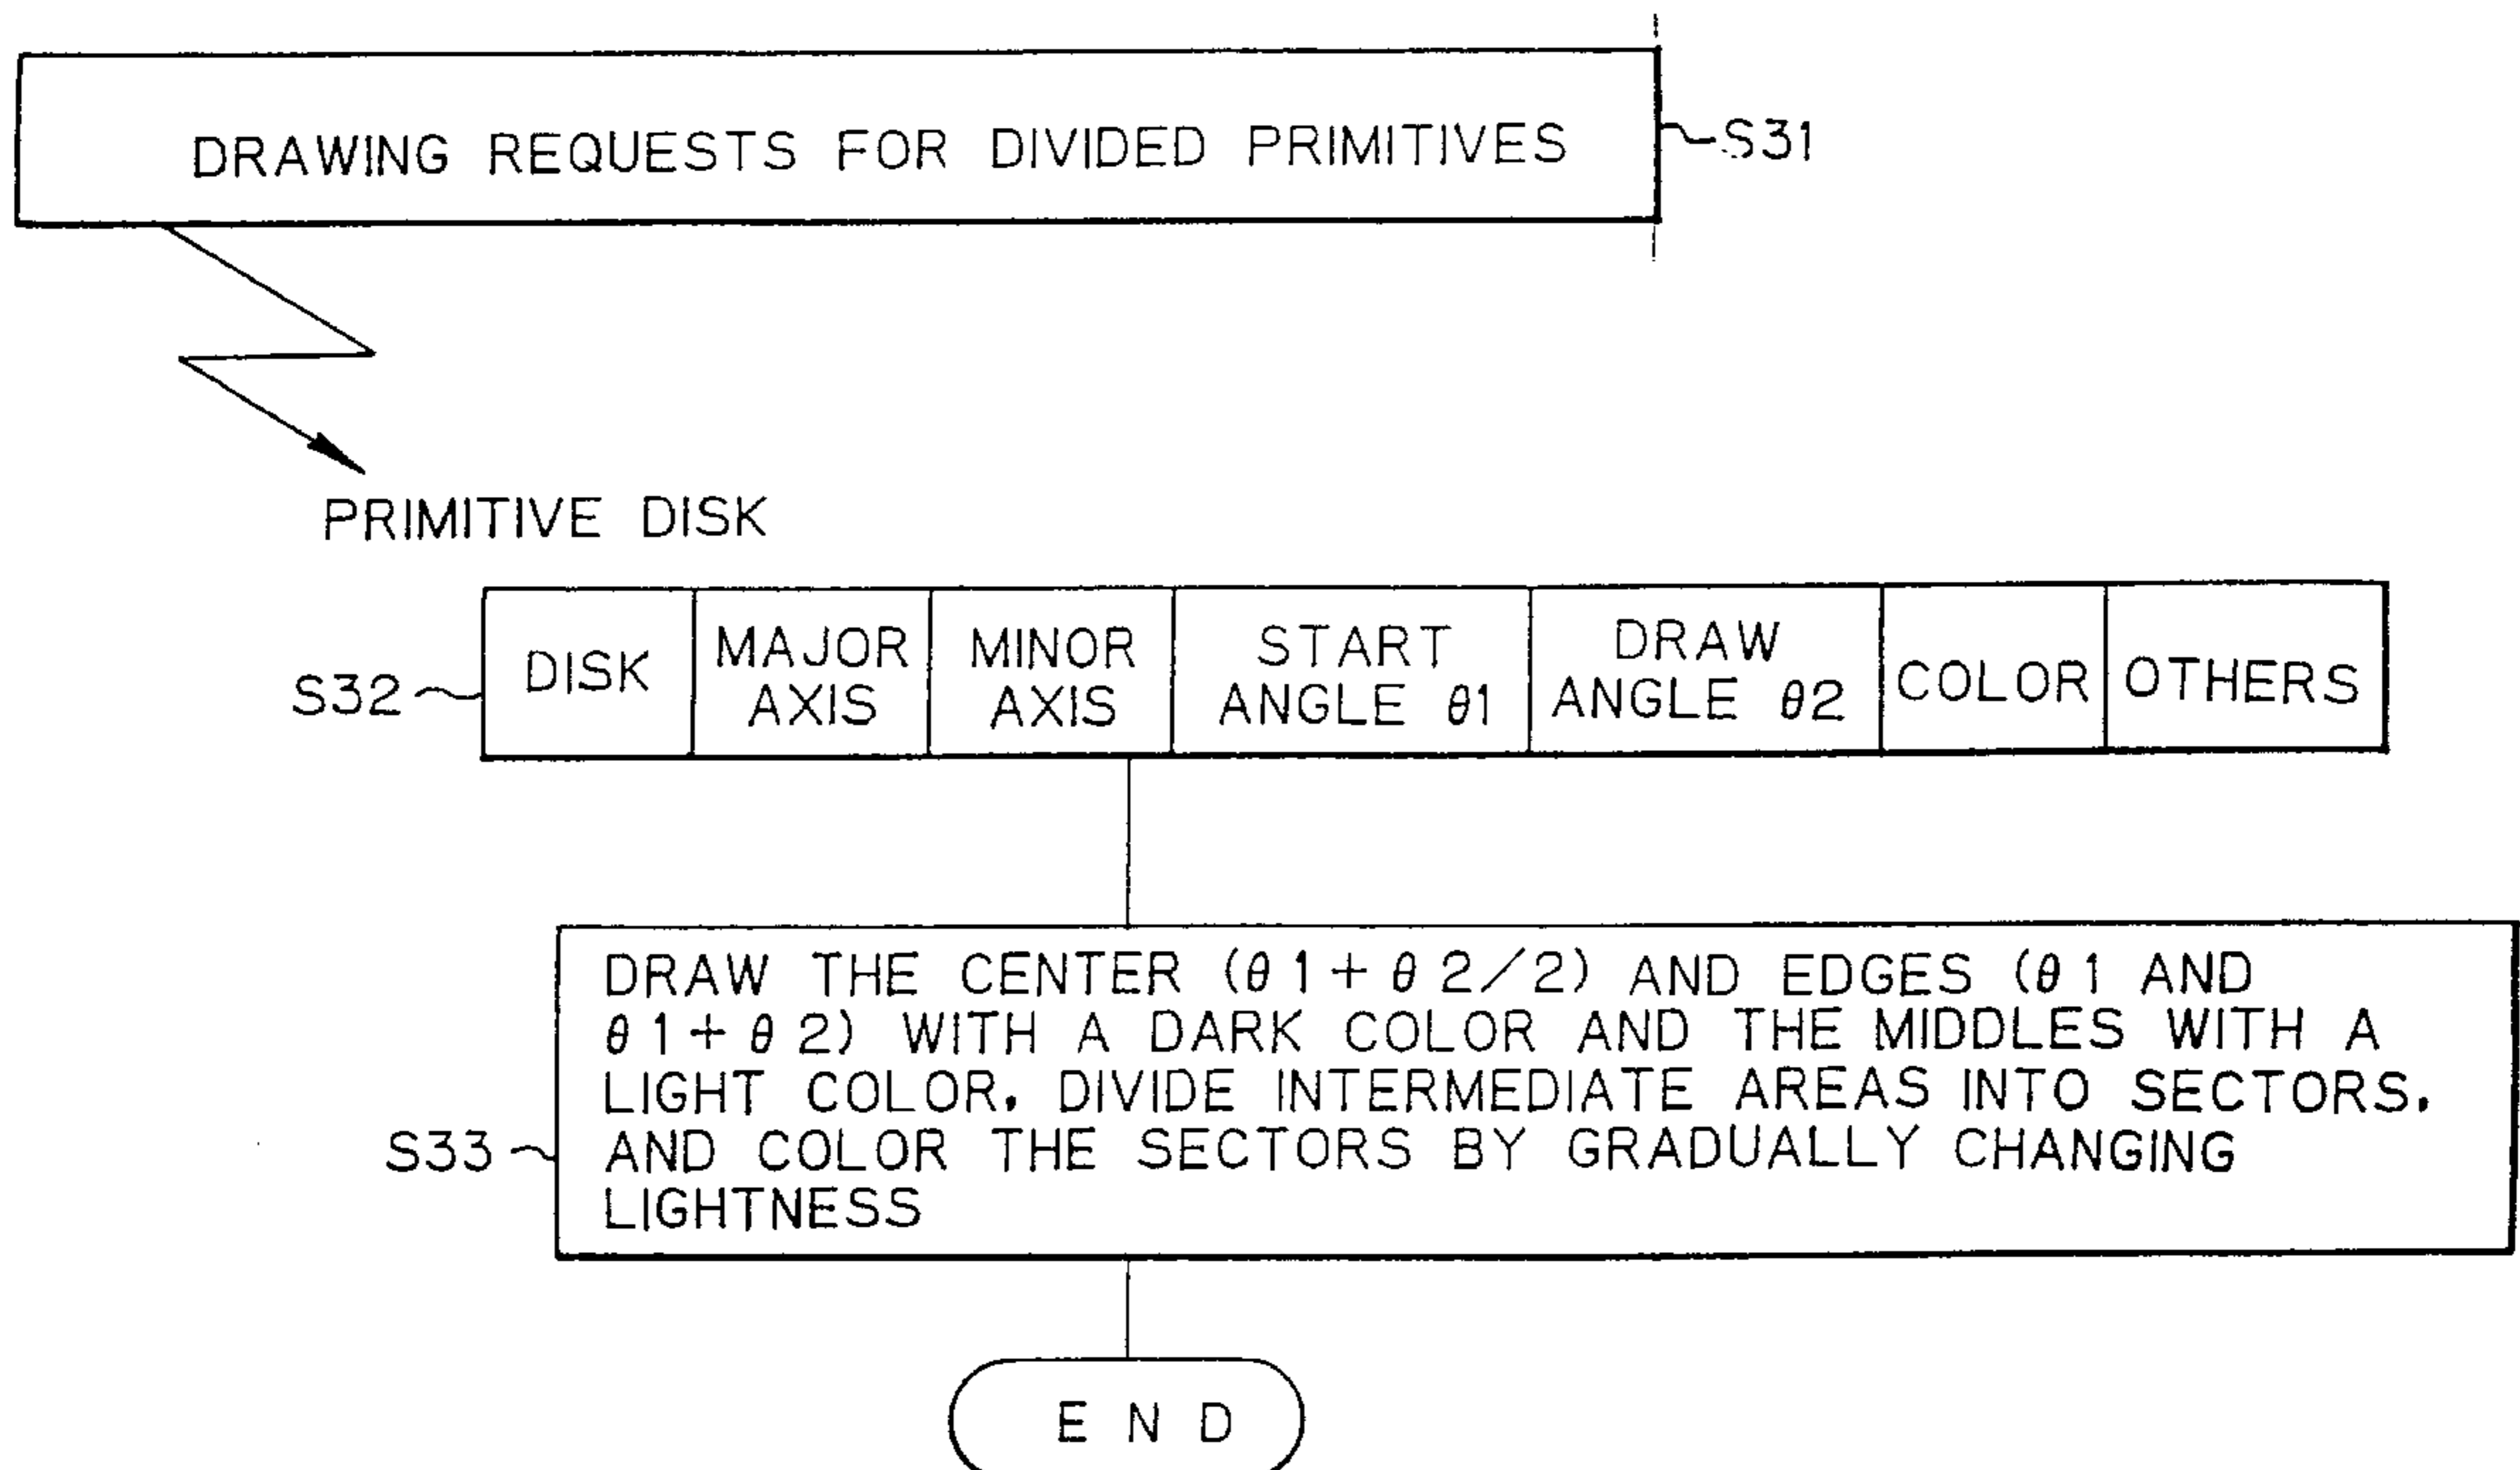 DRAWING REQUESTS FOR DIVIDED PRIMITIVES
S31
PRIMITIVE DISK
S32
DISK
MAJOR
AXIS
MINOR
AXIS
START
ANGLE θ1
DRAW
ANGLE θ2
COLOR
OTHERS
S33
DRAW THE CENTER (θ1+θ2/2) AND EDGES (θ1 AND
θ1+θ2) WITH A DARK COLOR AND THE MIDDLES WITH A
LIGHT COLOR. DIVIDE INTERMEDIATE AREAS INTO SECTORS.
AND COLOR THE SECTORS BY GRADUALLY CHANGING
LIGHTNESS
END